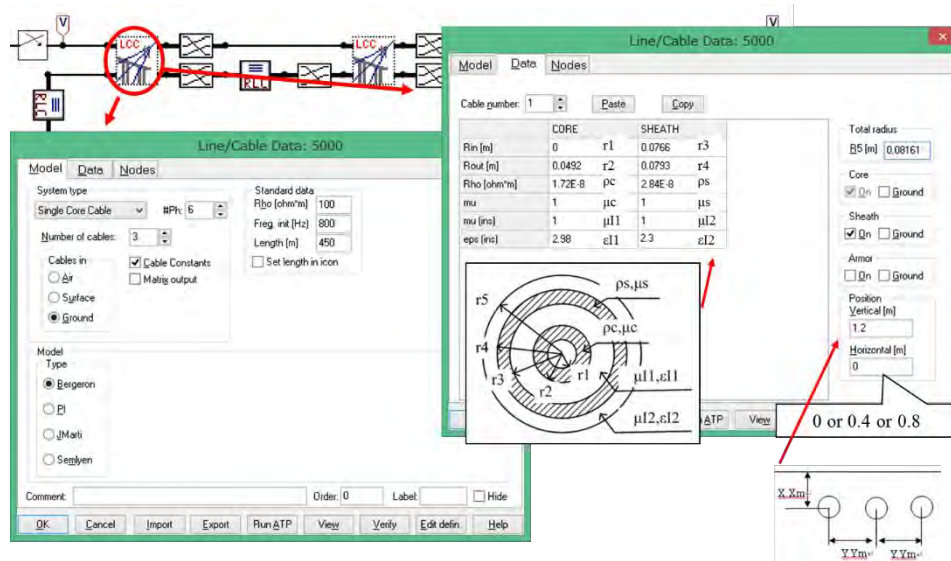 V
V
LCC
LCC
RLC
RLC
Line/Cable Data: 5000
Model Data Nodes
System type
Single Core Cable #Ph: 6
Number of cables: 3
Cables in
Air
Surface
Ground
Cable Constants
Matrix output
Standard data
Rho [ohm*m] 100
Freq. init [Hz] 800
Length [m] 450
Set length in icon
Model
Type
Bergeron
PI
JMarti
Semlyen
Comment: Order: 0 Label: Hide
OK Cancel Import Export Run ATP View Verify Edit defin. Help
Line/Cable Data: 5000
Model Data Nodes
Cable number: 1 Paste Copy
CORE SHEATH
Rin [m] 0 r1 0.0766 r3
Rout [m] 0.0492 r2 0.0793 r4
Rho [ohm*m] 1.72E-8 ρc 2.84E-8 ρs
mu 1 μc 1 μs
mu (ins) 1 μI1 1 μI2
eps (ins) 2.98 εI1 2.3 εI2
Total radius
R5 [m] 0.08161
Core
On Ground
Sheath
On Ground
Armor
On Ground
Position
Vertical [m]
1.2
Horizontal [m]
0
ATP View
r5
r4
r3
r2
r1
ρs,μs
ρc,μc
μI1,εI1
μI2,εI2
0 or 0.4 or 0.8
X.Xm
Y.Ym Y.Ym